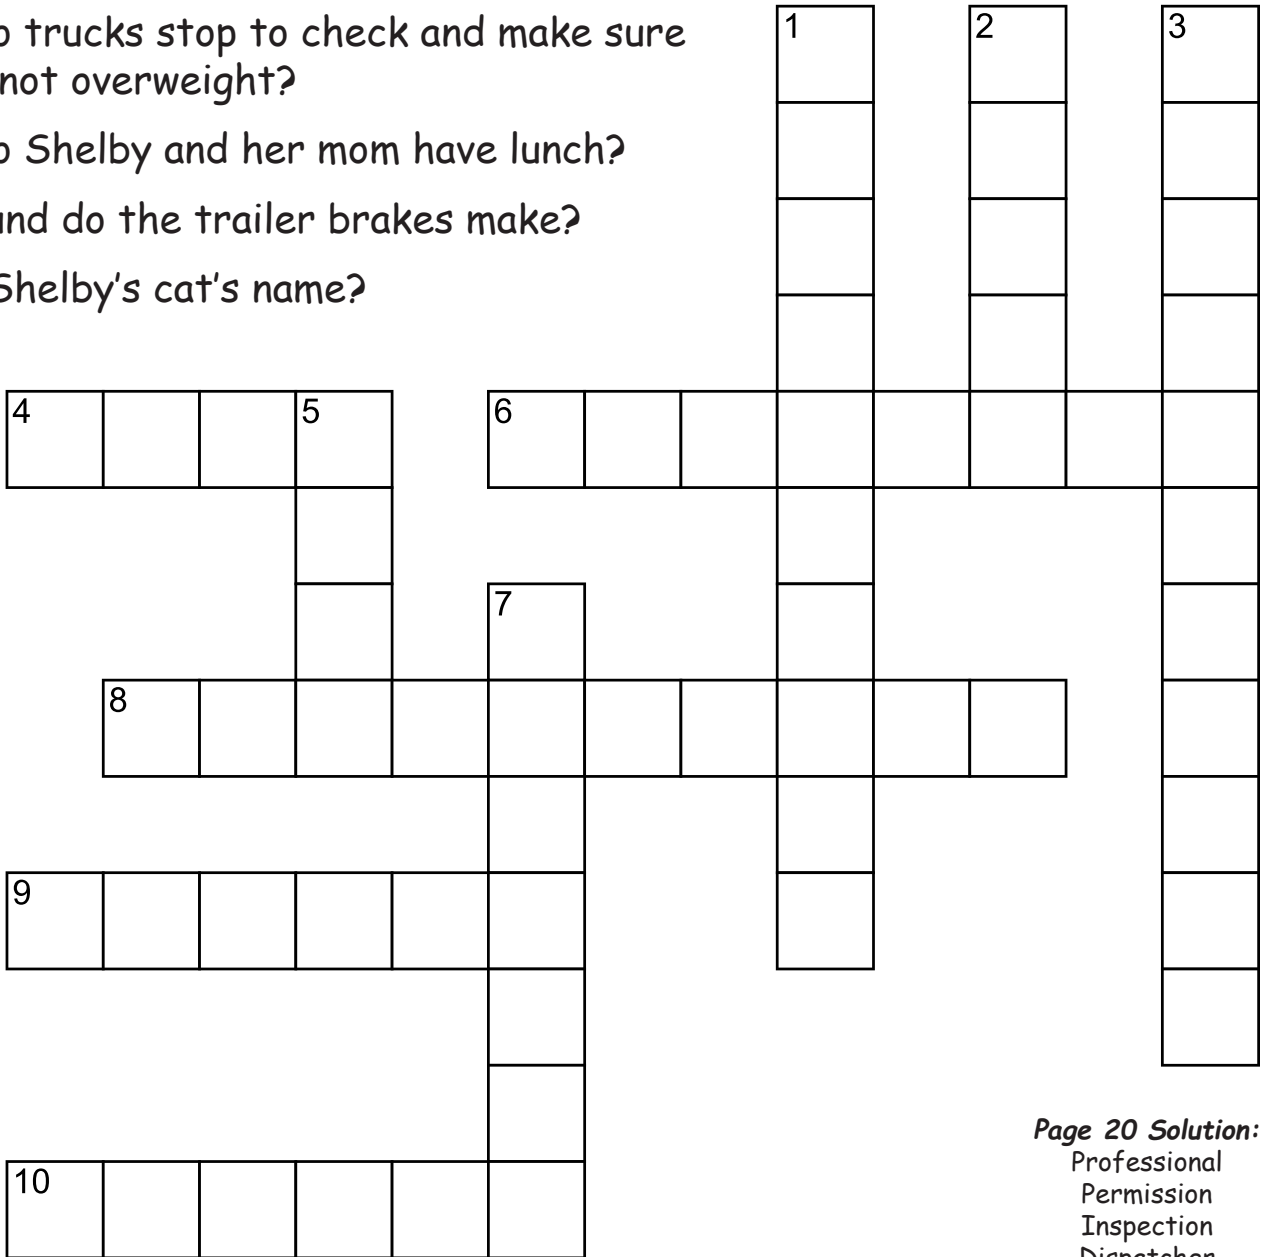 trucks stop to check and make sure
not overweight?
Shelby and her mom have lunch?
do the trailer brakes make?
Shelby's cat's name?
1
2
3
4
5
6
7
8
9
10
Page 20 Solution:
Professional
Permission
Inspection
Dispatcher